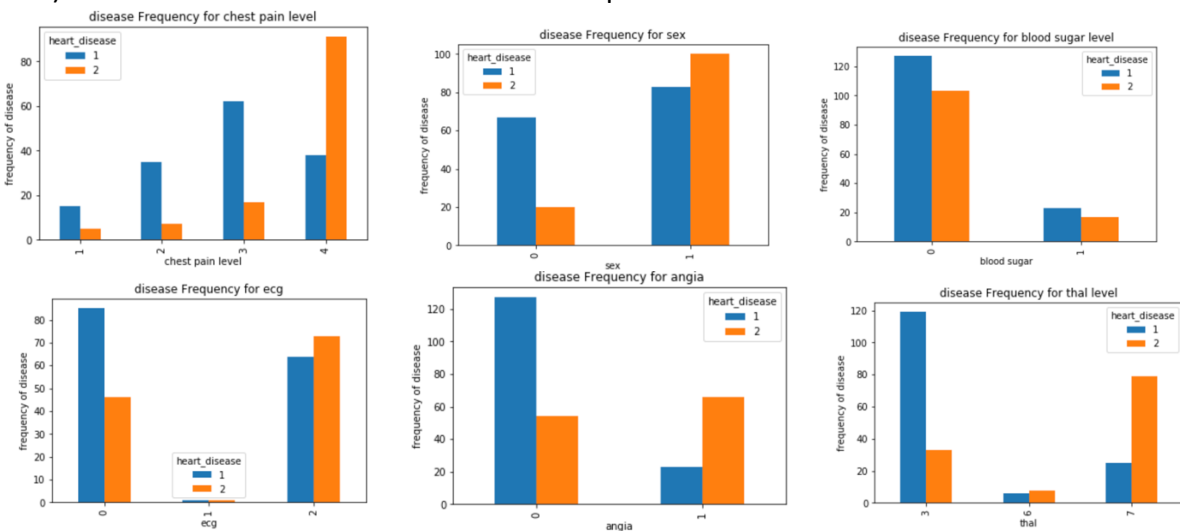 disease Frequency for chest pain level
heart_disease
1
2
frequency of disease
80
60
40
20
0
1
2
3
4
chest pain level
disease Frequency for sex
heart_disease
1
2
frequency of disease
100
80
60
40
20
0
0
1
sex
disease Frequency for blood sugar level
heart_disease
1
2
frequency of disease
120
100
80
60
40
20
0
0
1
blood sugar
disease Frequency for ecg
heart_disease
1
2
frequency of disease
80
70
60
50
40
30
20
10
0
0
1
2
ecg
disease Frequency for angia
heart_disease
1
2
frequency of disease
120
100
80
60
40
20
0
0
1
angia
disease Frequency for thal level
heart_disease
1
2
frequency of disease
120
100
80
60
40
20
0
3
6
7
thal